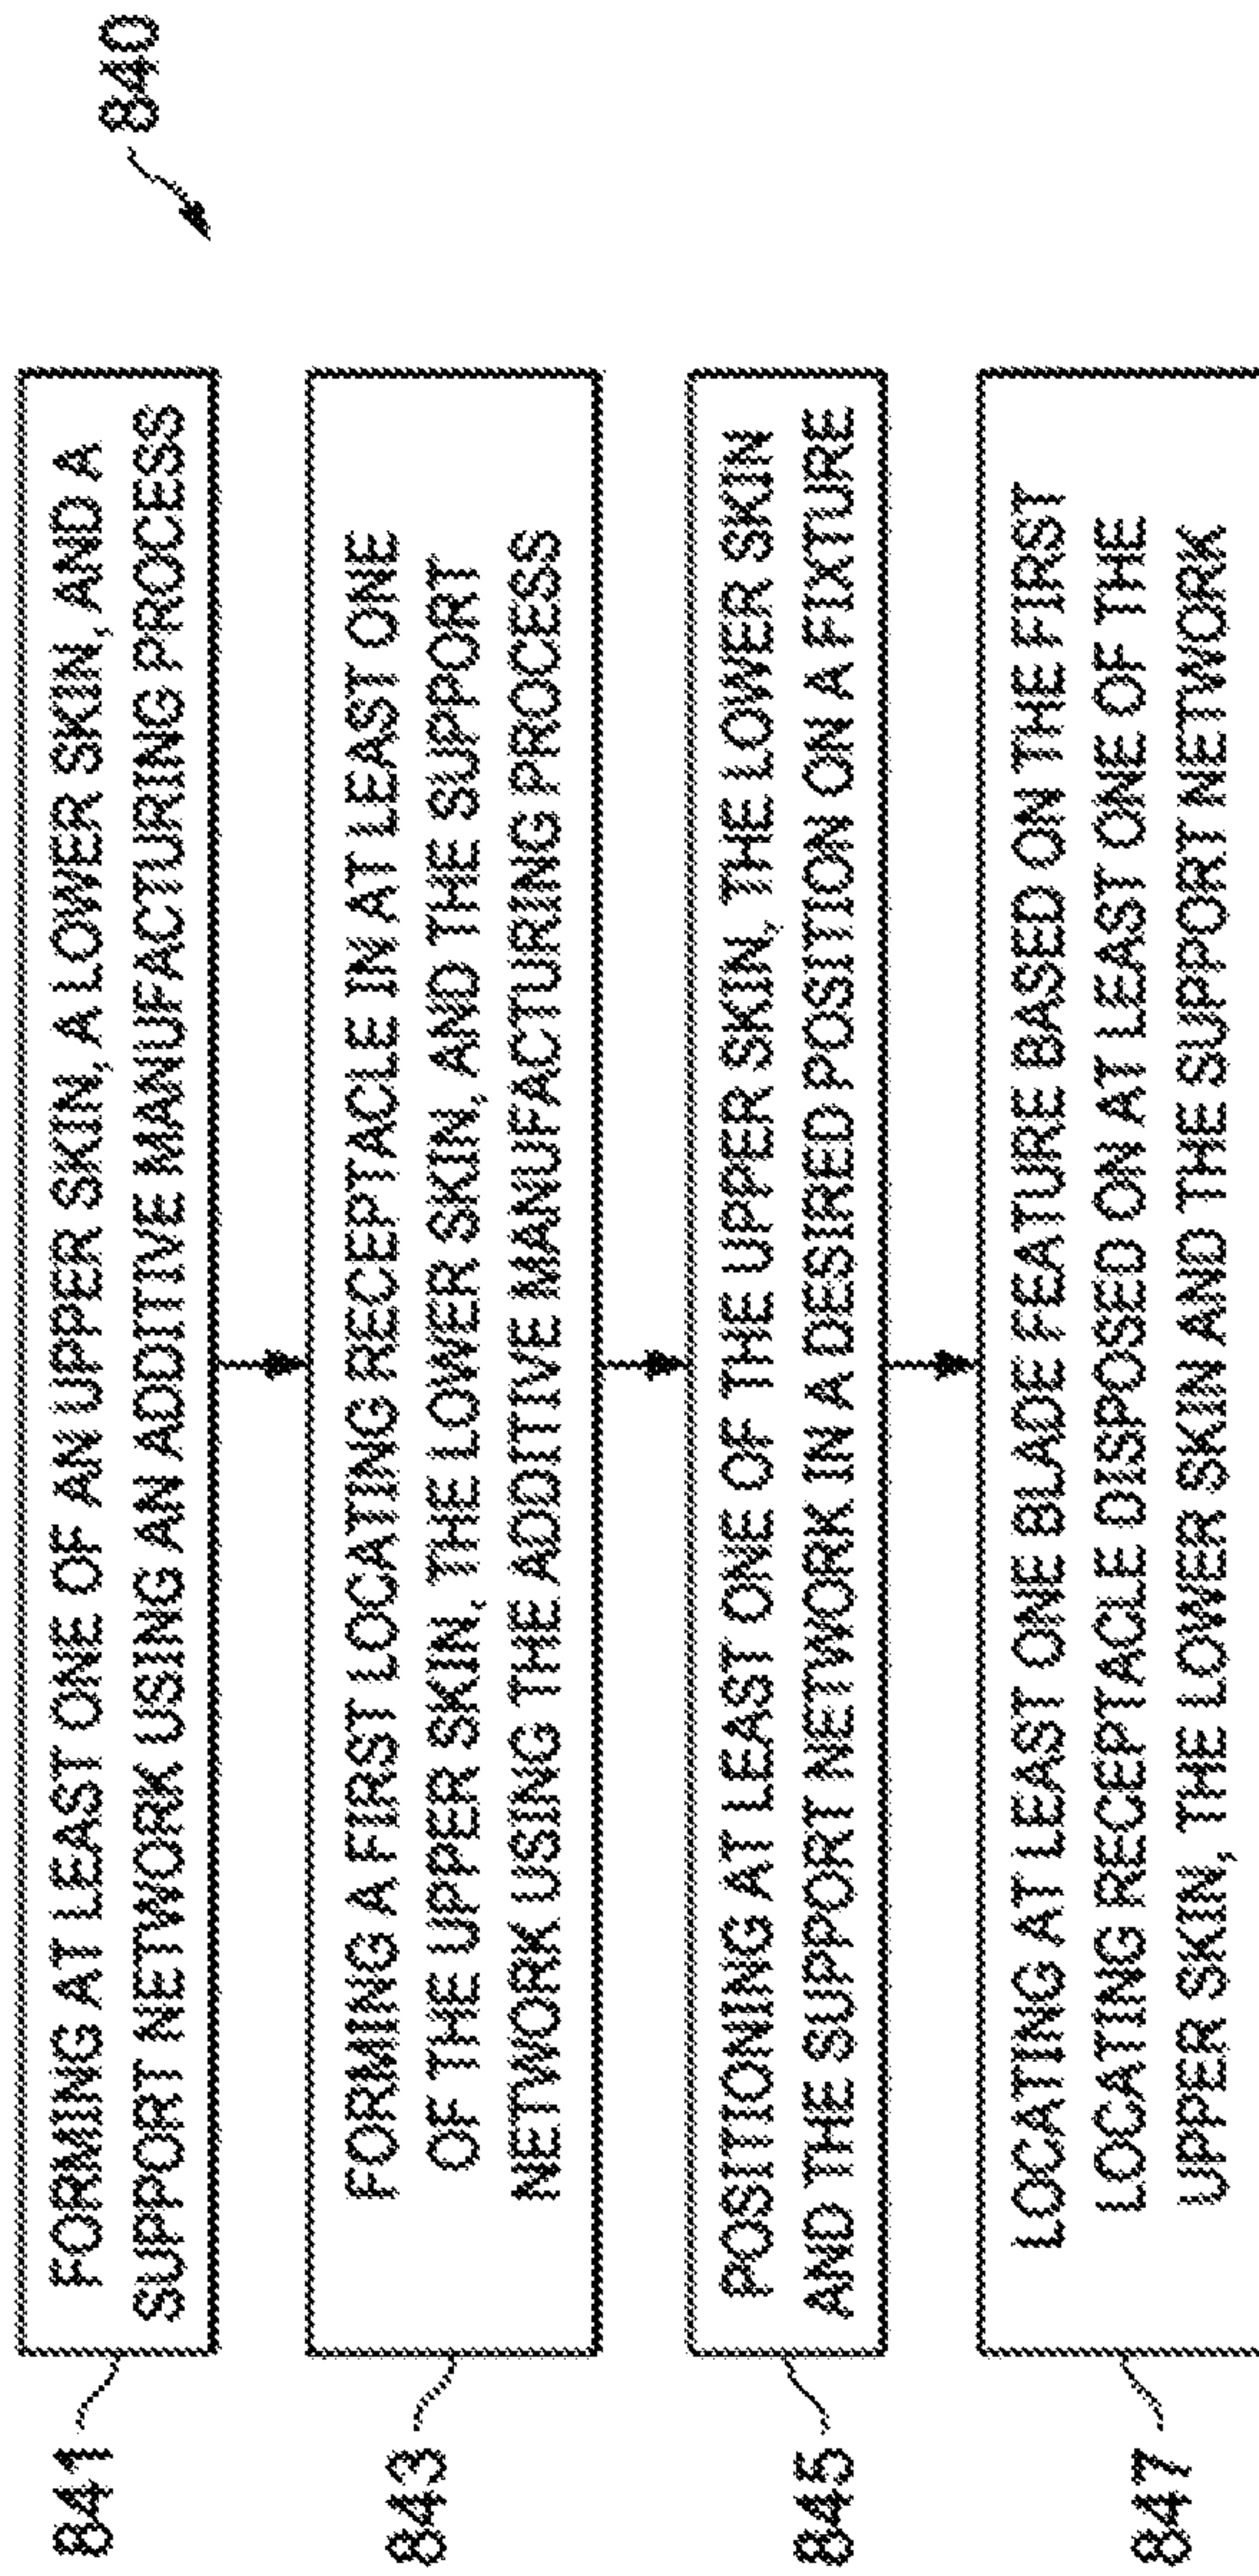 840
841
FORMING AT LEAST ONE OF AN UPPER SKIN, A LOWER SKIN, AND A
SUPPORT NETWORK USING AN ADDITIVE MANUFACTURING PROCESS
843
FORMING A FIRST LOCATING RECEPTACLE IN AT LEAST ONE
OF THE UPPER SKIN, THE LOWER SKIN, AND THE SUPPORT
NETWORK USING THE ADDITIVE MANUFACTURING PROCESS
845
POSITIONING AT LEAST ONE OF THE UPPER SKIN, THE LOWER SKIN
AND THE SUPPORT NETWORK IN A DESIRED POSITION ON A FIXTURE
847
LOCATING AT LEAST ONE BLADE FEATURE BASED ON THE FIRST
LOCATING RECEPTACLE DISPOSED ON AT LEAST ONE OF THE
UPPER SKIN, THE LOWER SKIN AND THE SUPPORT NETWORK